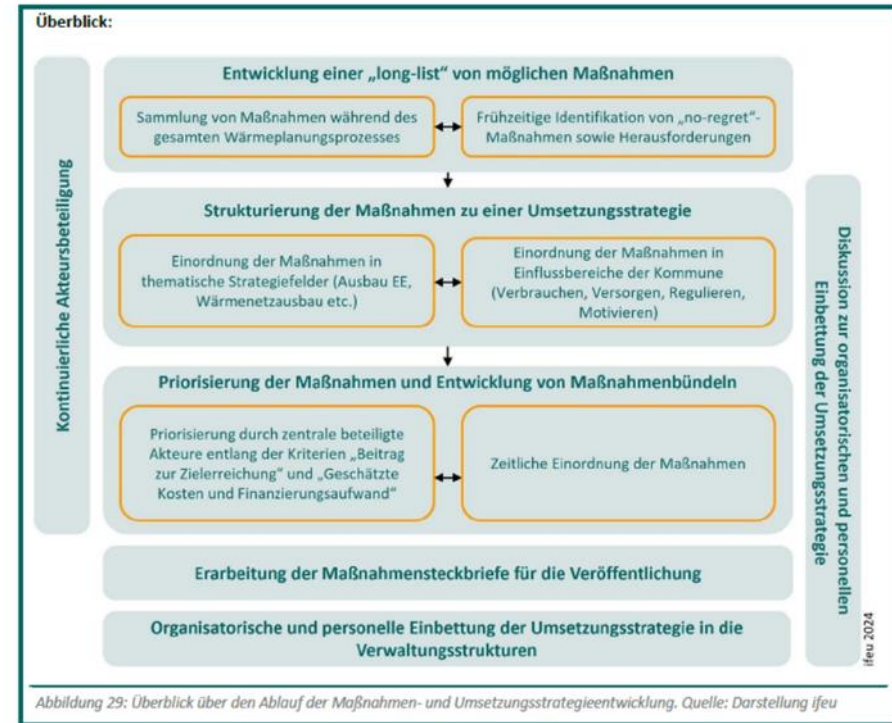 Überblick:
Kontinuierliche Akteursbeteiligung
Entwicklung einer „long-list“ von möglichen Maßnahmen
Sammlung von Maßnahmen während des
gesamten Wärmeplanungsprozesses
Frühzeitige Identifikation von „no-regret“-
Maßnahmen sowie Herausforderungen
Strukturierung der Maßnahmen zu einer Umsetzungsstrategie
Einordnung der Maßnahmen in
thematische Strategiefelder (Ausbau EE,
Wärmenetzausbau etc.)
Einordnung der Maßnahmen in
Einflussbereiche der Kommune
(Verbrauchen, Versorgen, Regulieren,
Motivieren)
Priorisierung der Maßnahmen und Entwicklung von Maßnahmenbündeln
Priorisierung durch zentrale beteiligte
Akteure entlang der Kriterien „Beitrag
zur Zielerreichung“ und „Geschätzte
Kosten und Finanzierungsaufwand“
Zeitliche Einordnung der Maßnahmen
Erarbeitung der Maßnahmensteckbriefe für die Veröffentlichung
Organisatorische und personelle Einbettung der Umsetzungsstrategie in die
Verwaltungsstrukturen
Diskussion zur organisatorischen und personellen
Einbettung der Umsetzungsstrategie
ifeu 2024
Abbildung 29: Überblick über den Ablauf der Maßnahmen- und Umsetzungsstrategieentwicklung. Quelle: Darstellung ifeu